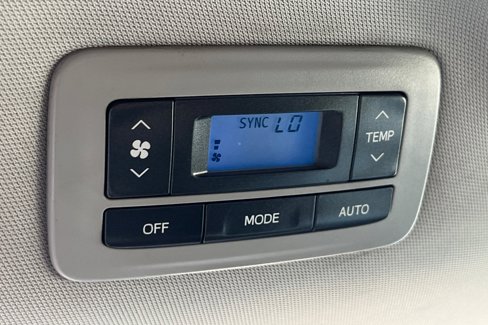 SYNC LO
TEMP
OFF
MODE
AUTO